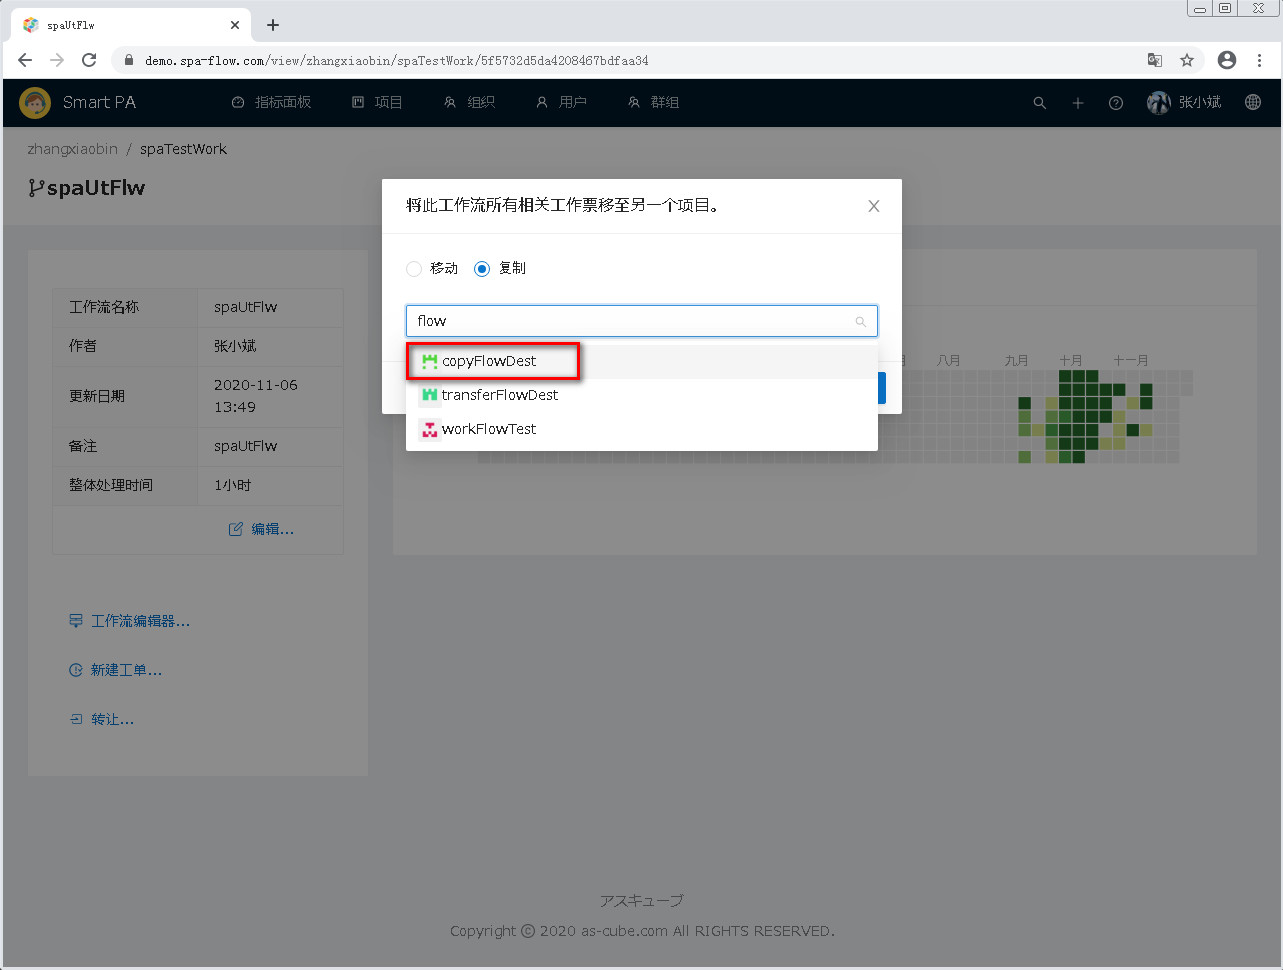 spaUtFlw
demo.spa-flow.com/view/zhangxiaobin/spaTestWork/5f5732d5da4208467bdfaa34
Smart PA 指标面板 项目 组织 用户 群组 张小斌
zhangxiaobin / spaTestWork
spaUtFlw
将此工作流所有相关工作票移至另一个项目。
移动 复制
flow
copyFlowDest
transferFlowDest
workFlowTest
月 八月 九月 十月 十一月
工作流名称 spaUtFlw
作者 张小斌
更新日期 2020-11-06
13:49
备注 spaUtFlw
整体处理时间 1小时
编辑...
工作流编辑器...
新建工单...
转让...
アスキューブ
Copyright © 2020 as-cube.com All RIGHTS RESERVED.